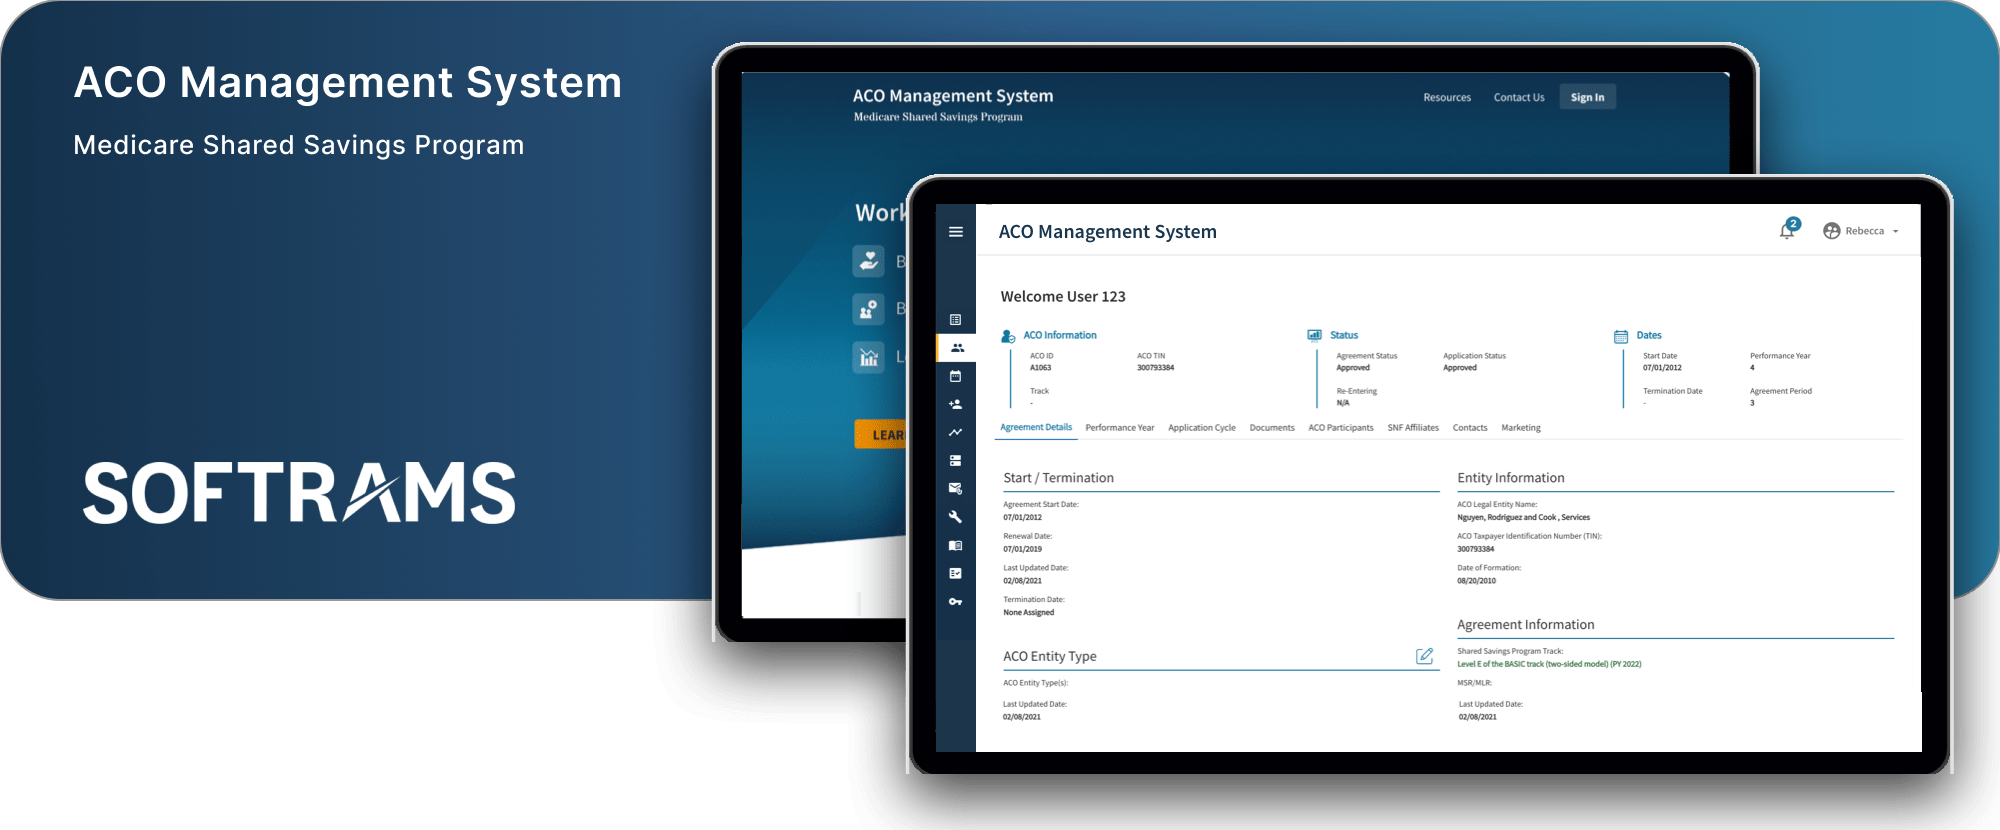 ACO Management System
Medicare Shared Savings Program
SOFTRAMS
ACO Management System
Medicare Shared Savings Program
Resources
Contact Us
Sign In
Work
B
B
L
LEAR
ACO Management System
2
Rebecca
Welcome User 123
ACO Information
ACO ID
A1063
ACO TIN
300793384
Track
-
Status
Agreement Status
Approved
Application Status
Approved
Re-Entering
N/A
Dates
Start Date
07/01/2012
Performance Year
4
Termination Date
-
Agreement Period
3
Agreement Details
Performance Year
Application Cycle
Documents
ACO Participants
SNF Affiliates
Contacts
Marketing
Start / Termination
Agreement Start Date:
07/01/2012
Renewal Date:
07/01/2019
Last Updated Date:
02/08/2021
Termination Date:
None Assigned
ACO Entity Type
ACO Entity Type(s):
Last Updated Date:
02/08/2021
Entity Information
ACO Legal Entity Name:
Nguyen, Rodriguez and Cook , Services
ACO Taxpayer Identification Number (TIN):
300793384
Date of Formation:
08/20/2010
Agreement Information
Shared Savings Program Track:
Level E of the BASIC track (two-sided model) (PY 2022)
MSR/MLR:
Last Updated Date:
02/08/2021